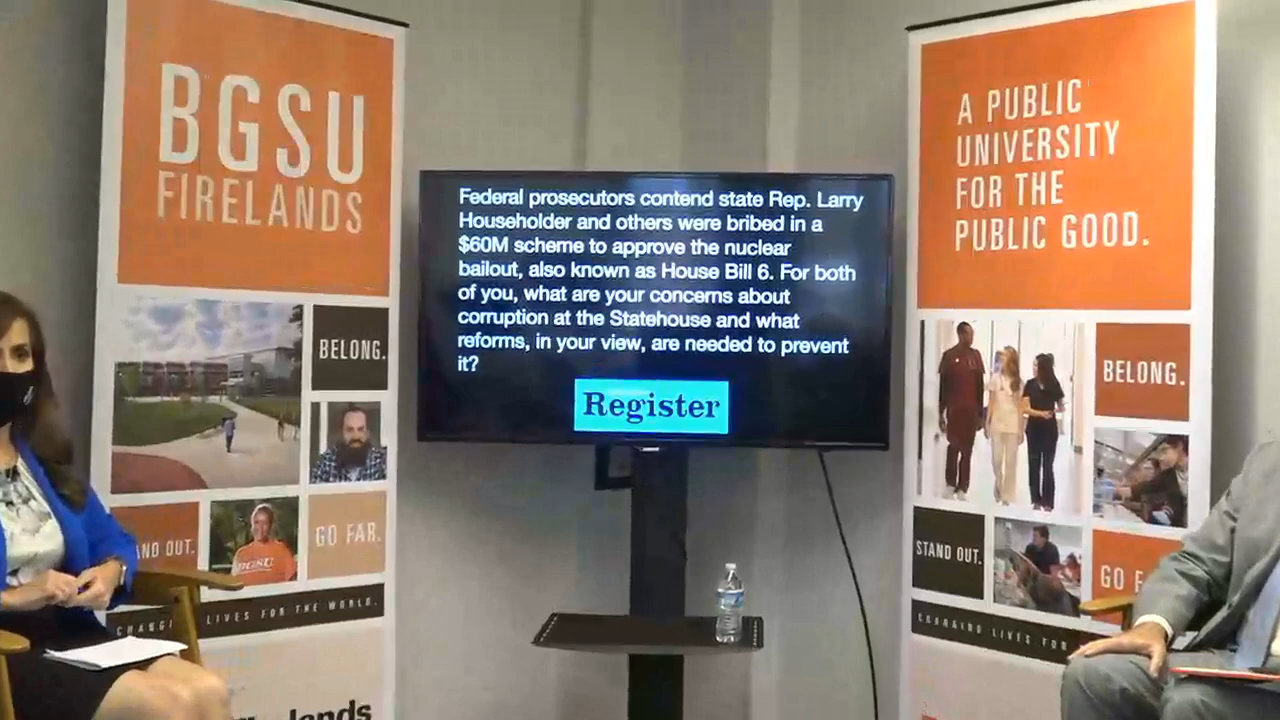 BGSU
FIRELANDS
BELONG.
GO FAR.
BGSU
LIVES FOR THE WORLD.
Federal prosecutors contend state Rep. Larry
Householder and others were bribed in a
$60M scheme to approve the nuclear
bailout, also known as House Bill 6. For both
of you, what are your concerns about
corruption at the Statehouse and what
reforms, in your view, are needed to prevent
it?
Register
A PUBLIC
UNIVERSITY
FOR THE
PUBLIC GOOD.
BELONG.
STAND OUT.
GO
CHANGING LIVES FOR